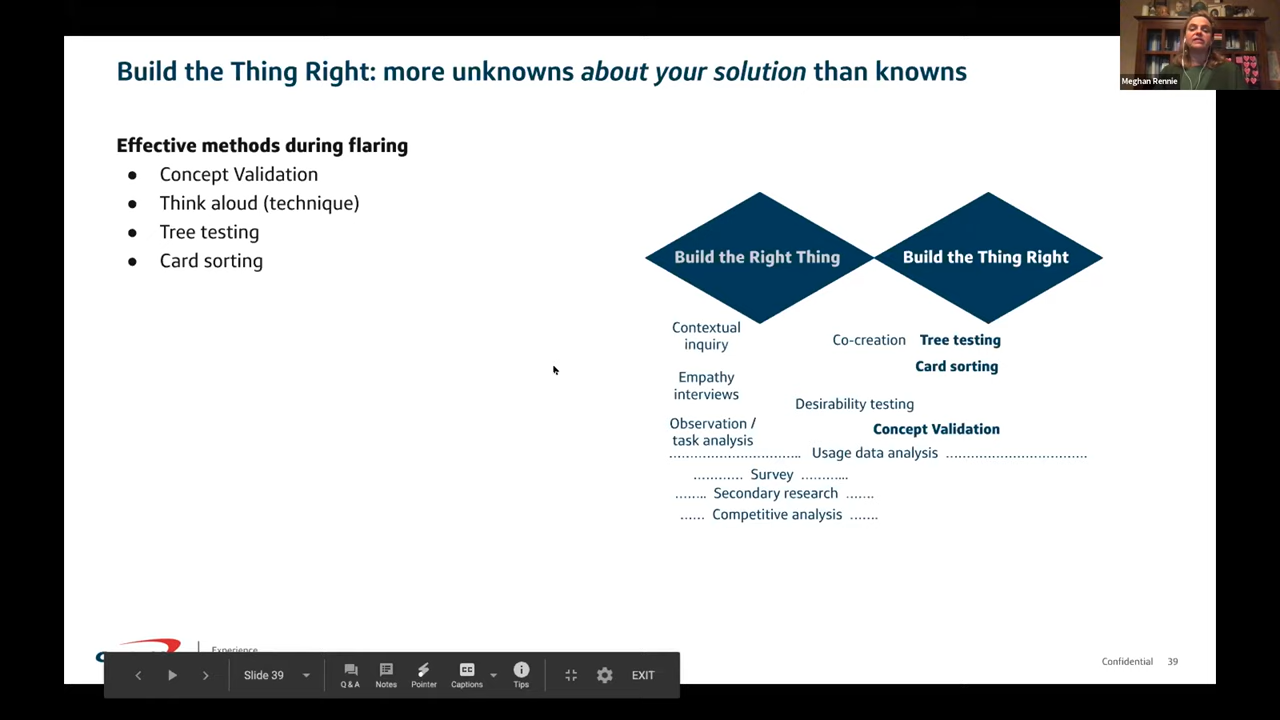 Build the Thing Right: more unknowns about your solution than knowns
Meghan Rennie
Effective methods during flaring
● Concept Validation
● Think aloud (technique)
● Tree testing
● Card sorting
Build the Right Thing
Build the Thing Right
Contextual
inquiry
Co-creation
Tree testing
Card sorting
Empathy
interviews
Desirability testing
Concept Validation
Observation /
task analysis
............................... Usage data analysis ...................................
............ Survey ............
........ Secondary research .......
...... Competitive analysis .......
Experience
Slide 39
Q & A
Notes
Pointer
CC
Captions
Tips
EXIT
Confidential 39